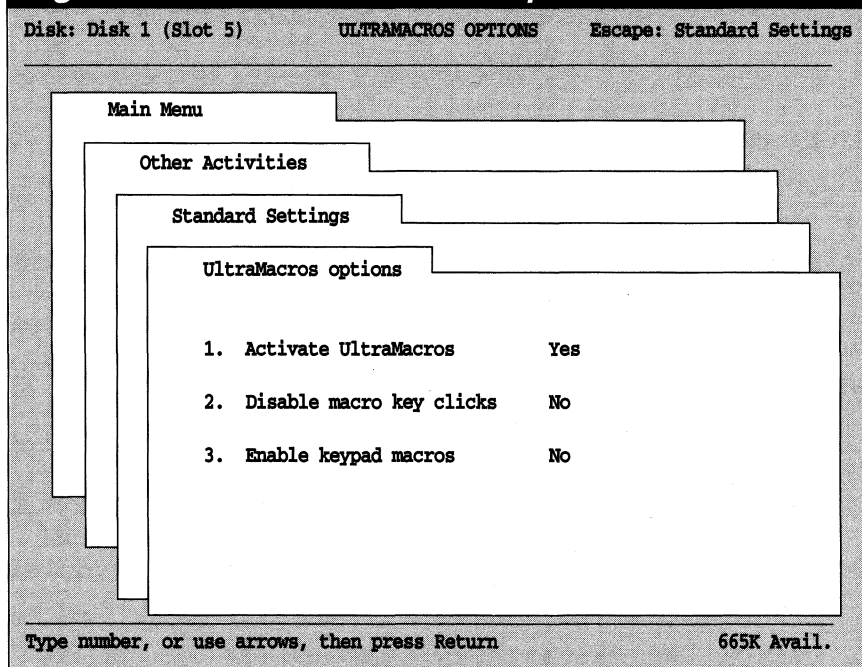 Disk: Disk 1 (Slot 5) ULTRAMACROS OPTIONS Escape: Standard Settings
Main Menu
Other Activities
Standard Settings
UltraMacros options
1. Activate UltraMacros Yes
2. Disable macro key clicks No
3. Enable keypad macros No
Type number, or use arrows, then press Return 665K Avail.